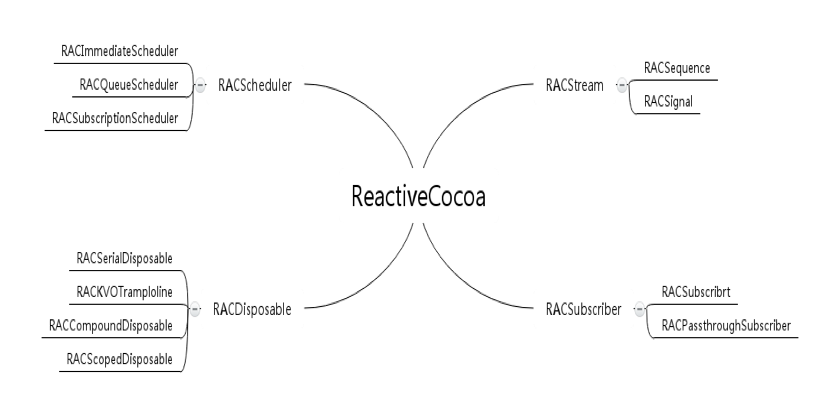 RACImmediateScheduler
RACQueueScheduler
RACSubscriptionScheduler
RACScheduler
RACStream
RACSequence
RACSignal
ReactiveCocoa
RACSerialDisposable
RACKVOTramploline
RACCompoundDisposable
RACScopedDisposable
RACDisposable
RACSubscriber
RACSubscribrt
RACPassthroughSubscriber